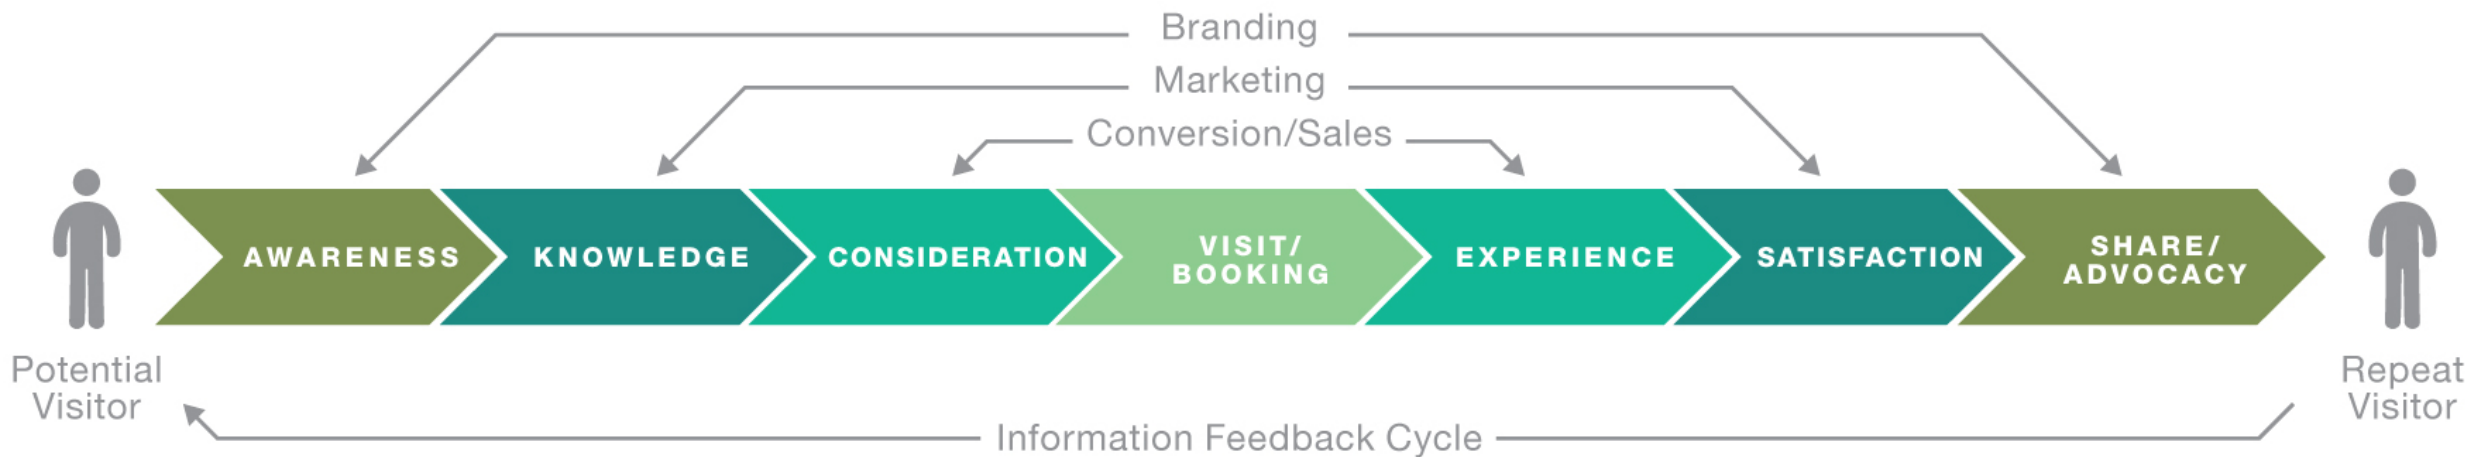 Branding
Marketing
Conversion/Sales
AWARENESS
KNOWLEDGE
CONSIDERATION
VISIT/
BOOKING
EXPERIENCE
SATISFACTION
SHARE/
ADVOCACY
Potential
Visitor
Repeat
Visitor
Information Feedback Cycle